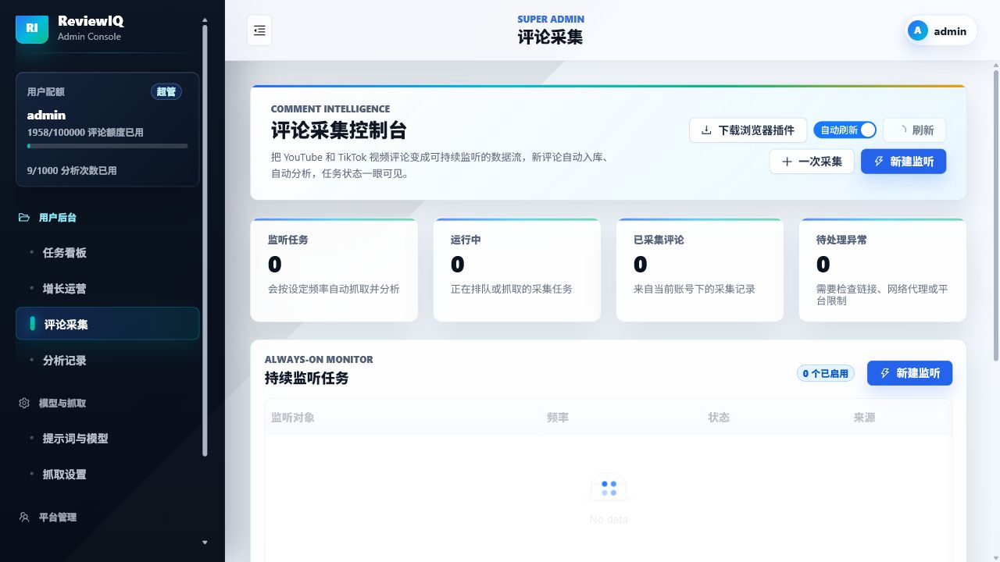 RI
ReviewIQ
Admin Console
用户配额
超管
admin
1958/100000 评论额度已用
9/1000 分析次数已用
用户后台
任务看板
增长运营
评论采集
分析记录
模型与抓取
提示词与模型
抓取设置
平台管理
SUPER ADMIN
评论采集
A
admin
COMMENT INTELLIGENCE
评论采集控制台
把 YouTube 和 TikTok 视频评论变成可持续监听的数据流，新评论自动入库、
自动分析，任务状态一眼可见。
下载浏览器插件
自动刷新
刷新
一次采集
新建监听
监听任务
0
会按设定频率自动抓取并分析
运行中
0
正在排队或抓取的采集任务
已采集评论
0
来自当前账号下的采集记录
待处理异常
0
需要检查链接、网络代理或平
台限制
ALWAYS-ON MONITOR
持续监听任务
0 个已启用
新建监听
监听对象
频率
状态
来源
No data